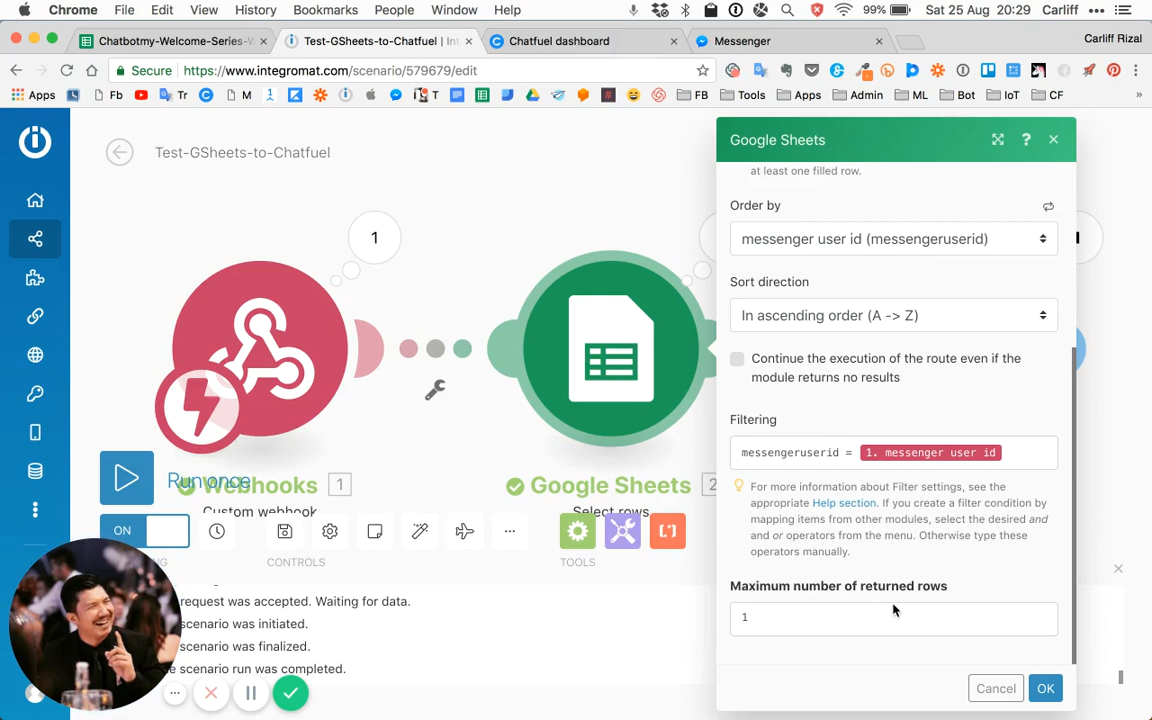 Chrome File Edit View History Bookmarks People Window Help 99% Sat 25 Aug 20:29 Carliff
Chatbotmy-Welcome-Series-W Test-GSheets-to-Chatfuel | Int Chatfuel dashboard Messenger Carliff Rizal
Secure https://www.integromat.com/scenario/579679/edit
Apps Fb Tr M T FB Tools Apps Admin ML Bot IoT CF »
Test-GSheets-to-Chatfuel
Google Sheets
at least one filled row.
Order by
messenger user id (messengeruserid)
Sort direction
In ascending order (A -> Z)
Continue the execution of the route even if the
module returns no results
Filtering
messengeruserid = 1. messenger user id
For more information about Filter settings, see the
appropriate Help section. If you create a filter condition by
mapping items from other modules, select the desired and
and or operators from the menu. Otherwise type these
operators manually.
Maximum number of returned rows
1
Cancel OK
1
Run once
Webhooks 1
Custom webhook
Google Sheets 2
Select rows
ON
CONTROLS
TOOLS
request was accepted. Waiting for data.
scenario was initiated.
scenario was finalized.
scenario run was completed.